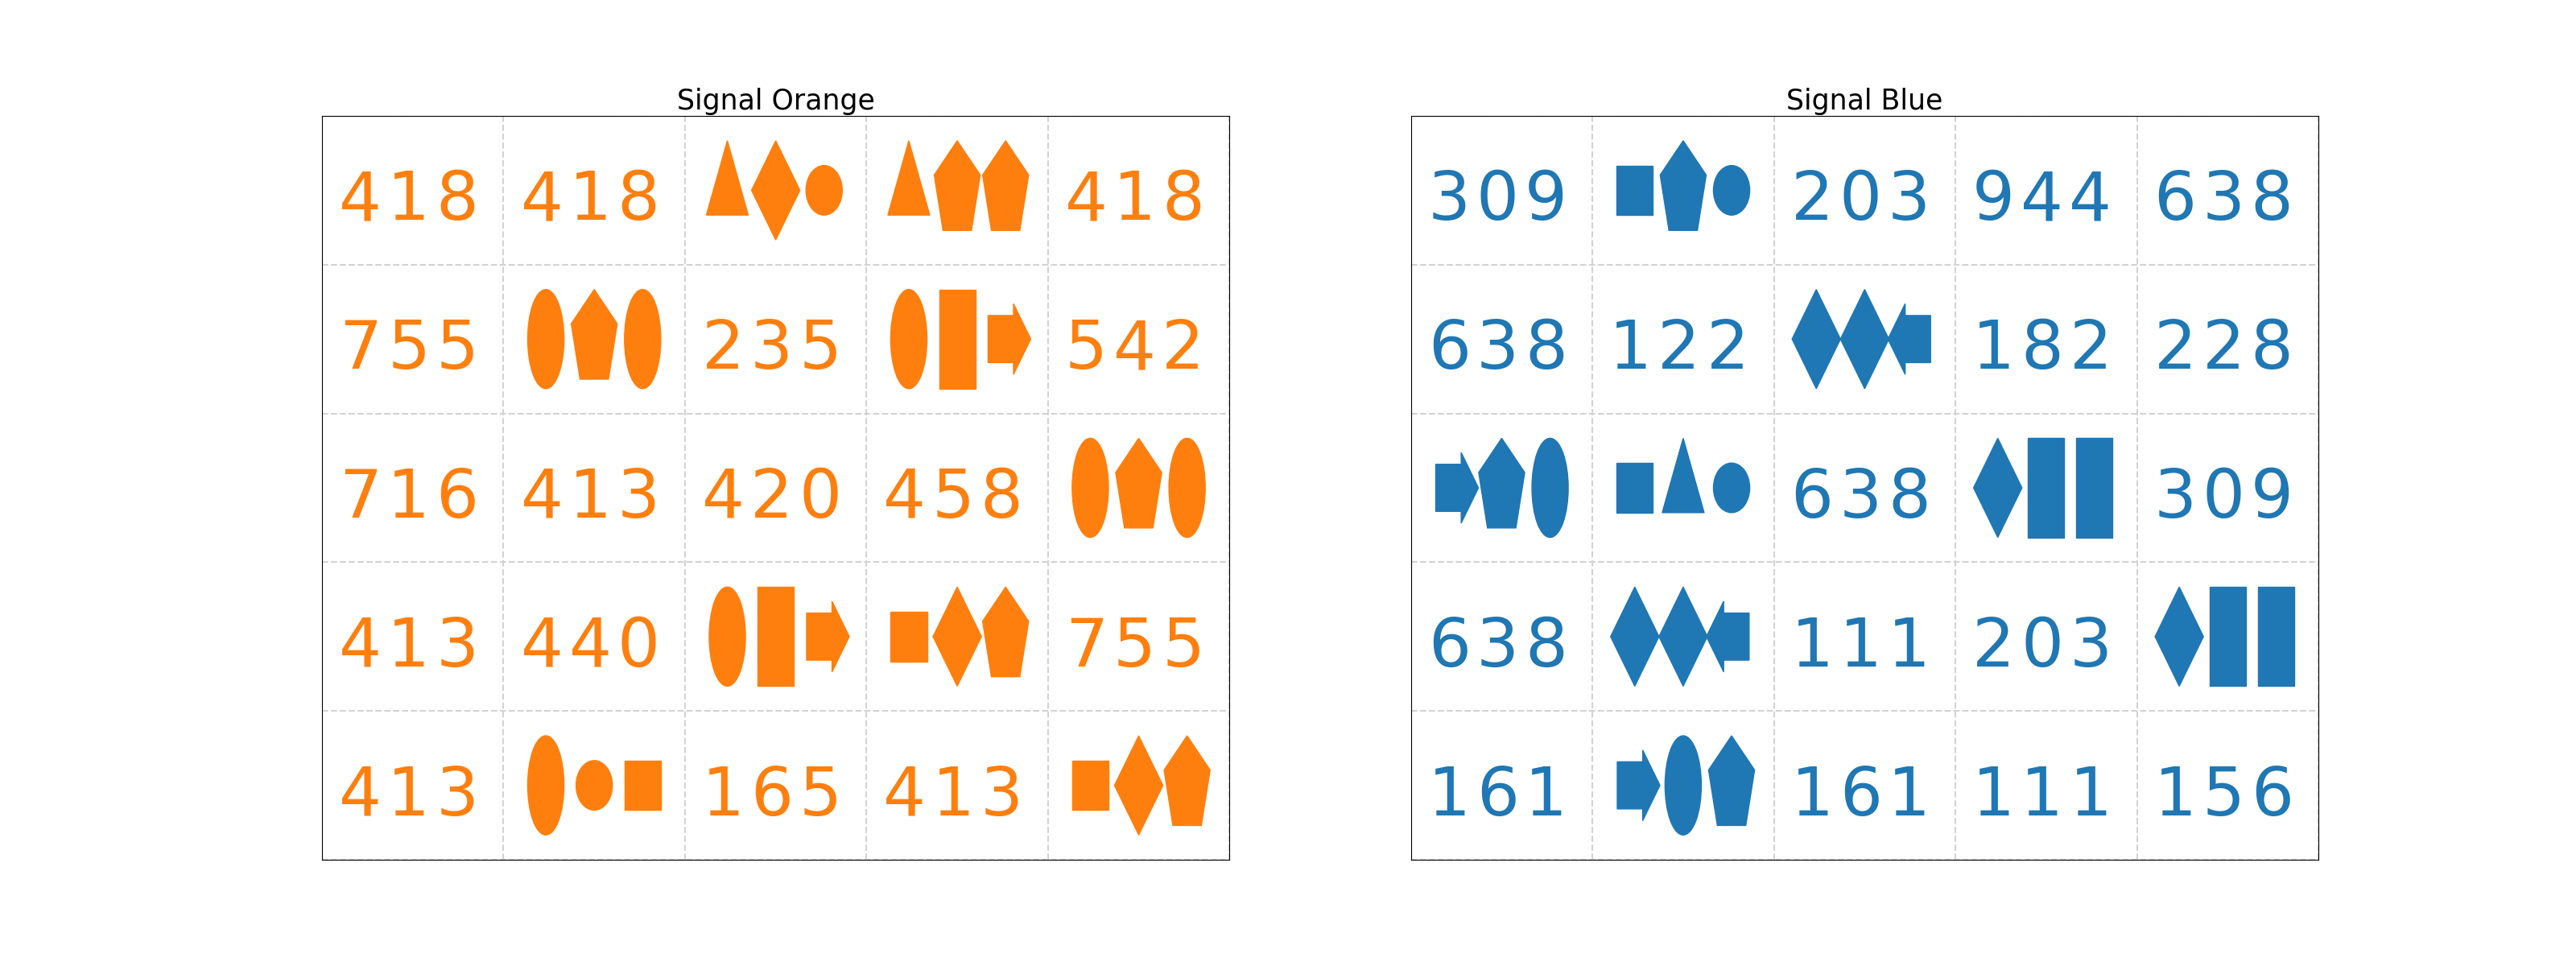 Signal Orange
418 418 418
755 235 542
716 413 420 458
413 440 755
413 165 413
Signal Blue
309 203 944 638
638 122 182 228
638 309
638 111 203
161 161 111 156